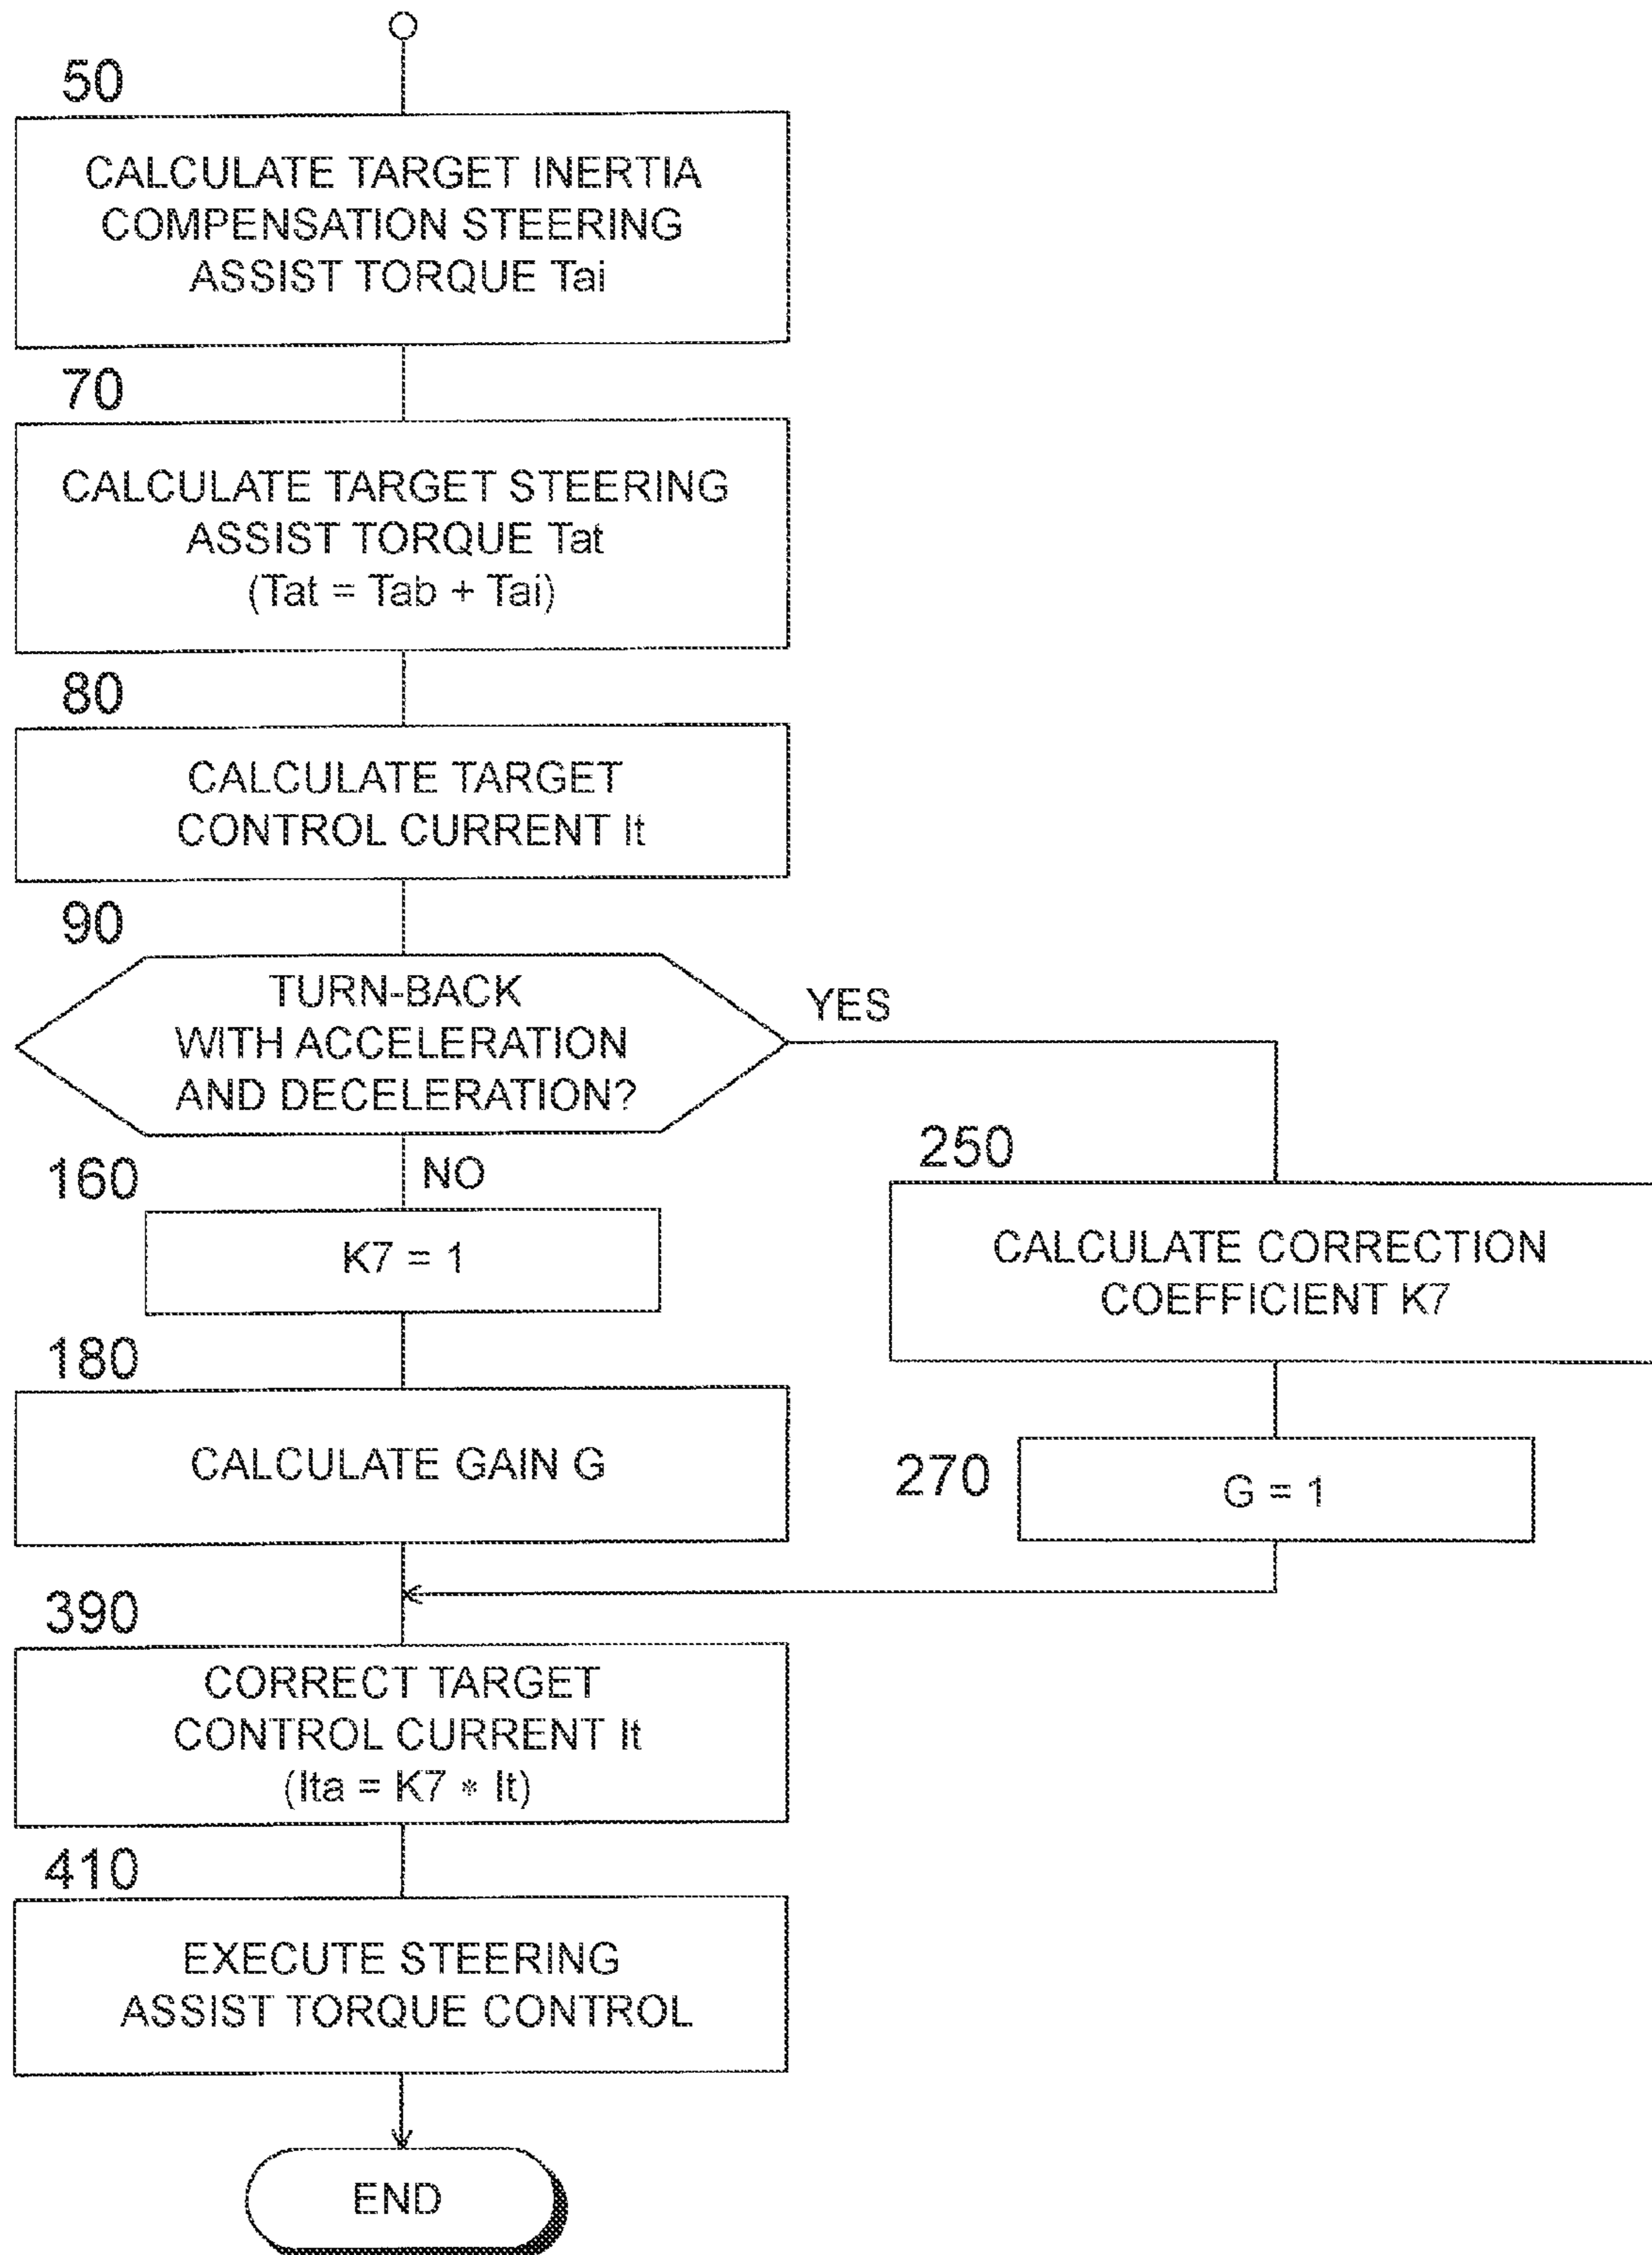 50
CALCULATE TARGET INERTIA
COMPENSATION STEERING
ASSIST TORQUE Tai
70
CALCULATE TARGET STEERING
ASSIST TORQUE Tat
(Tat = Tab + Tai)
80
CALCULATE TARGET
CONTROL CURRENT It
90
TURN-BACK
WITH ACCELERATION
AND DECELERATION?
YES
NO
160
K7 = 1
250
CALCULATE CORRECTION
COEFFICIENT K7
180
CALCULATE GAIN G
270
G = 1
390
CORRECT TARGET
CONTROL CURRENT It
(Ita = K7 * It)
410
EXECUTE STEERING
ASSIST TORQUE CONTROL
END